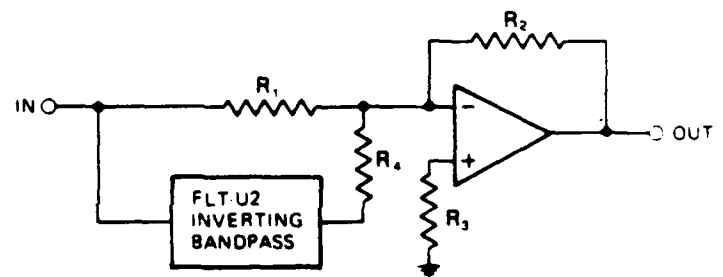 R₂
R₁
IN
−
R₄
OUT
+
FLT-U2
INVERTING
BANDPASS
R₃